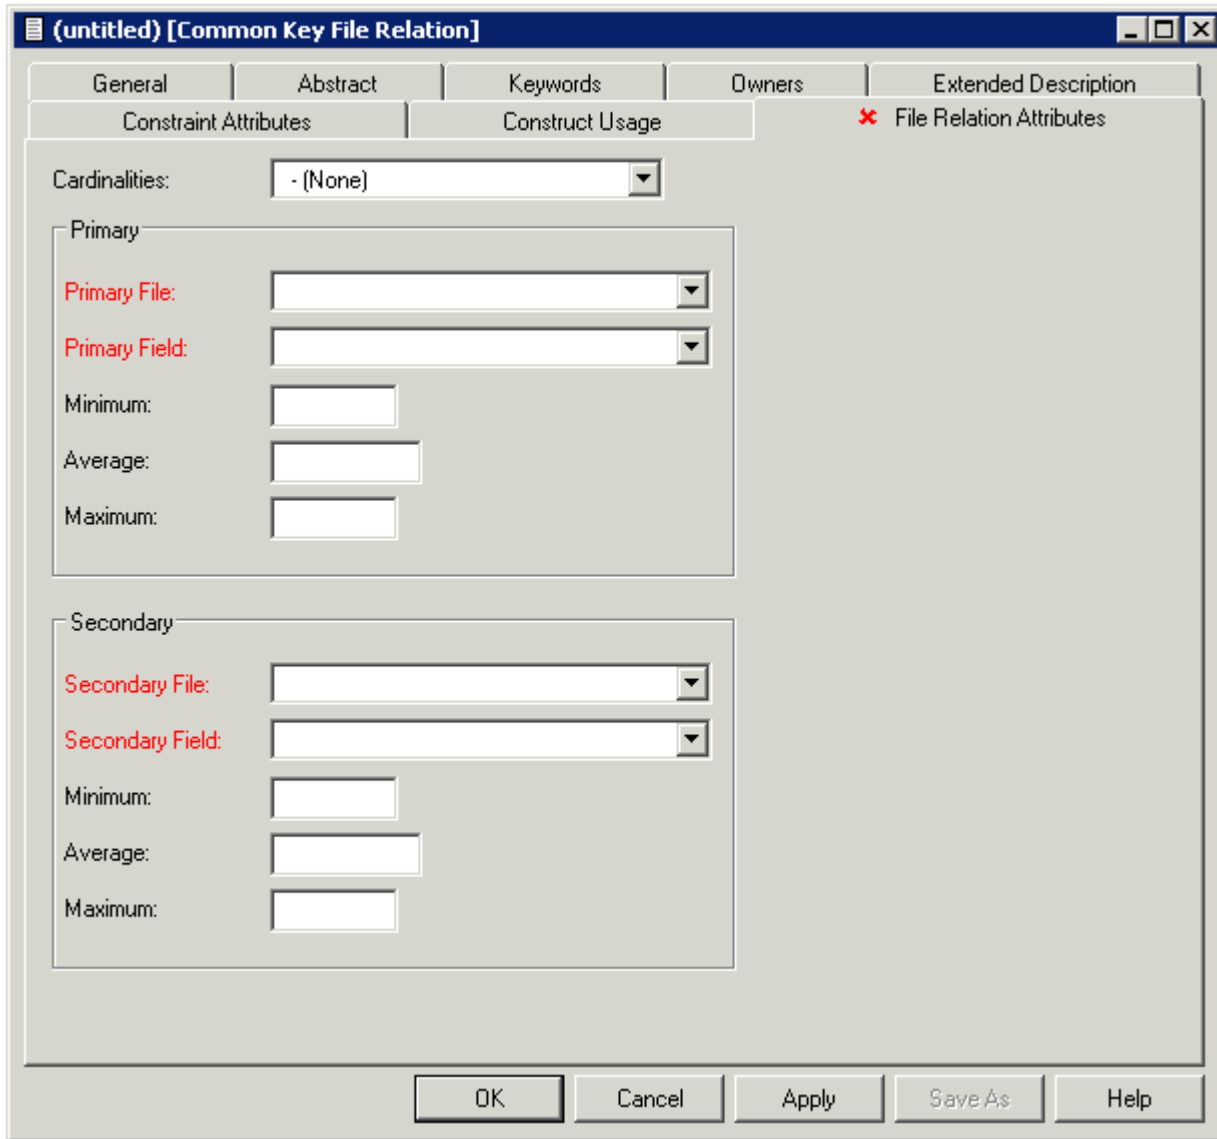 (untitled) [Common Key File Relation]
General Abstract Keywords Owners Extended Description
Constraint Attributes Construct Usage File Relation Attributes
Cardinalities: - (None)
Primary
Primary File:
Primary Field:
Minimum:
Average:
Maximum:
Secondary
Secondary File:
Secondary Field:
Minimum:
Average:
Maximum:
OK Cancel Apply Save As Help